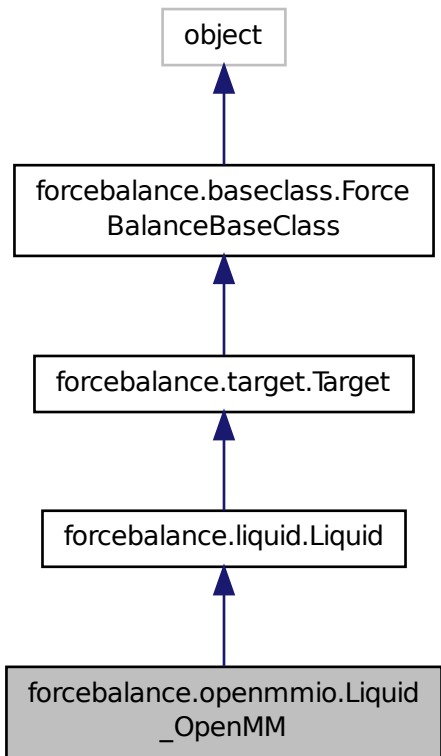 object
forcebalance.baseclass.Force
BalanceBaseClass
forcebalance.target.Target
forcebalance.liquid.Liquid
forcebalance.openmmio.Liquid
_OpenMM